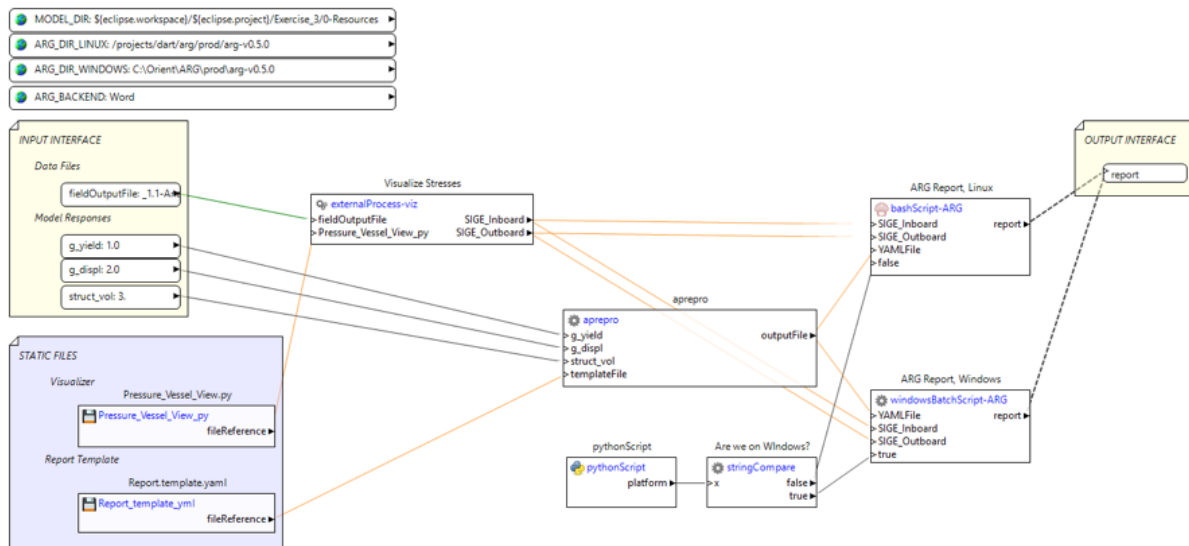 MODEL_DIR: ${eclipse.workspace}/${eclipse.project}/Exercise_3/0-Resources
ARG_DIR_LINUX: /projects/dart/arg/prod/arg-v0.5.0
ARG_DIR_WINDOWS: C:\Orient\ARG\prod\arg-v0.5.0
ARG_BACKEND: Word
INPUT INTERFACE
Data Files
fieldOutputFile: _1.1-As
Model Responses
g_yield: 1.0
g_displ: 2.0
struct_vol: 3.
STATIC FILES
Visualizer
Pressure_Vessel_View.py
Pressure_Vessel_View_py
fileReference
Report Template
Report.template.yaml
Report_template_yml
fileReference
Visualize Stresses
externalProcess-viz
fieldOutputFile
SIGE_Inboard
Pressure_Vessel_View_py
SIGE_Outboard
aprepro
aprepro
g_yield
outputFile
g_displ
struct_vol
templateFile
pythonScript
pythonScript
platform
Are we on WIndows?
stringCompare
x
false
true
ARG Report, Linux
bashScript-ARG
SIGE_Inboard
report
SIGE_Outboard
YAMLFile
false
ARG Report, Windows
windowsBatchScript-ARG
YAMLFile
report
SIGE_Inboard
SIGE_Outboard
true
OUTPUT INTERFACE
report